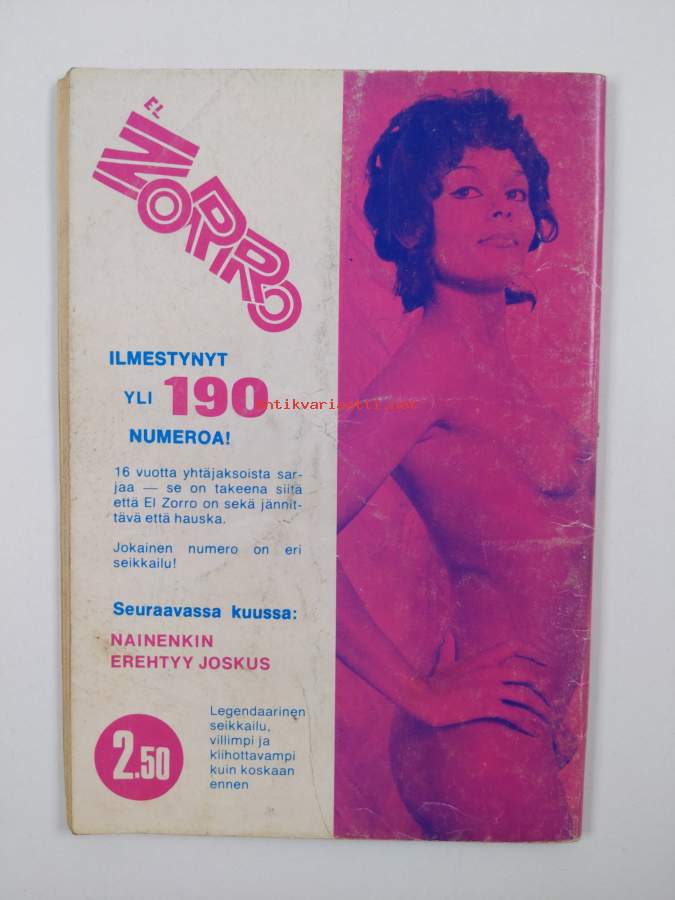 EL
ZORRO
ILMESTYNYT
YLI 190
NUMEROA!
antikvariaatti.net
16 vuotta yhtäjaksoista sar-
jaa — se on takeena siitä
että El Zorro on sekä jännit-
tävä että hauska.
Jokainen numero on eri
seikkailu!
Seuraavassa kuussa:
NAINENKIN
EREHTYY JOSKUS
Legendaarinen
seikkailu,
villimpi ja
kiihottavampi
kuin koskaan
ennen
2.50